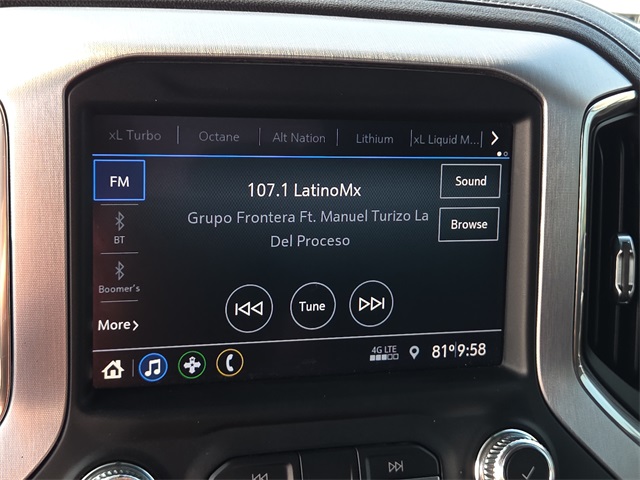 xL Turbo Octane Alt Nation Lithium xL Liquid M...
FM
107.1 LatinoMx
Sound
Grupo Frontera Ft. Manuel Turizo La
Del Proceso
Browse
BT
Boomer's
Tune
More
4G LTE
81° 9:58